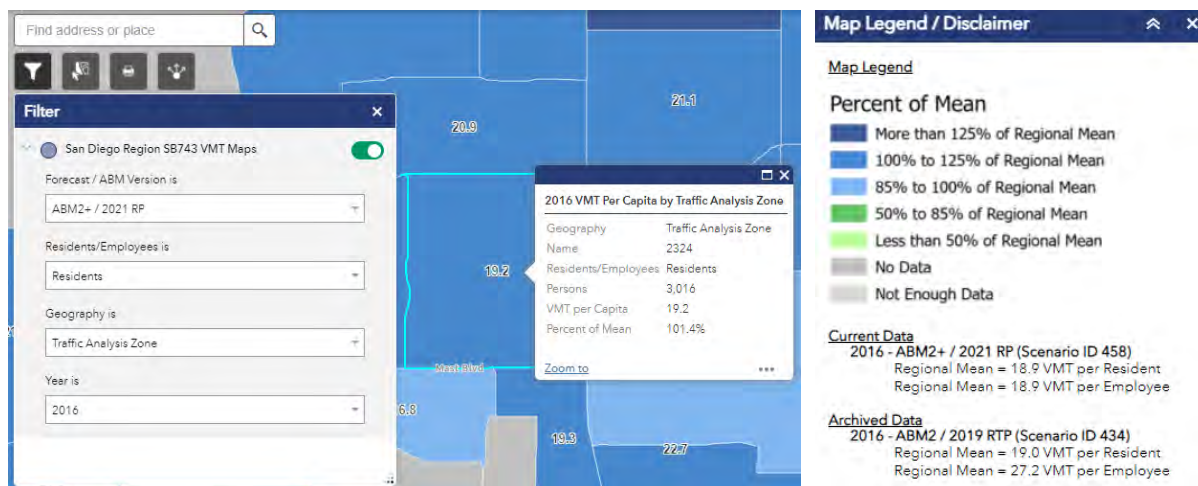 Find address or place
Filter
San Diego Region SB743 VMT Maps
Forecast / ABM Version is
ABM2+ / 2021 RP
Residents/Employees is
Residents
Geography is
Traffic Analysis Zone
Year is
2016
21.1
20.9
19.2
Mast Blvd
6.8
19.3
22.7
2016 VMT Per Capita by Traffic Analysis Zone
Geography Traffic Analysis Zone
Name 2324
Residents/Employees Residents
Persons 3,016
VMT per Capita 19.2
Percent of Mean 101.4%
Zoom to
Map Legend / Disclaimer
Map Legend
Percent of Mean
More than 125% of Regional Mean
100% to 125% of Regional Mean
85% to 100% of Regional Mean
50% to 85% of Regional Mean
Less than 50% of Regional Mean
No Data
Not Enough Data
Current Data
2016 - ABM2+ / 2021 RP (Scenario ID 458)
Regional Mean = 18.9 VMT per Resident
Regional Mean = 18.9 VMT per Employee
Archived Data
2016 - ABM2 / 2019 RTP (Scenario ID 434)
Regional Mean = 19.0 VMT per Resident
Regional Mean = 27.2 VMT per Employee